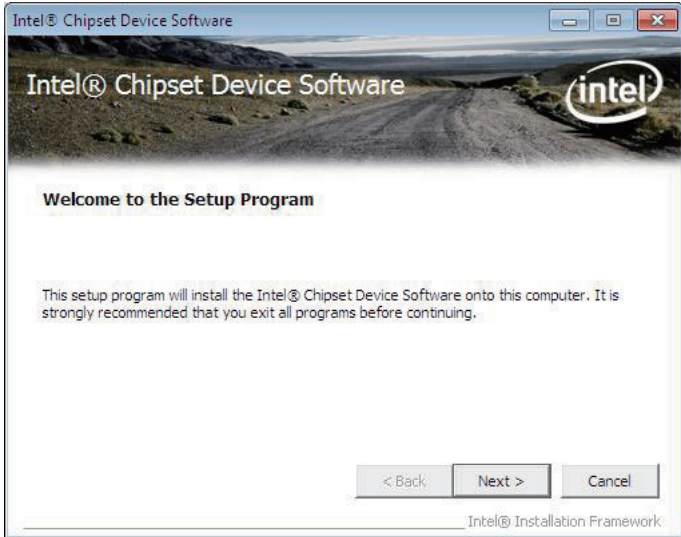 Intel® Chipset Device Software
Intel® Chipset Device Software
intel
Welcome to the Setup Program
This setup program will install the Intel® Chipset Device Software onto this computer. It is
strongly recommended that you exit all programs before continuing.
< Back Next > Cancel
Intel® Installation Framework